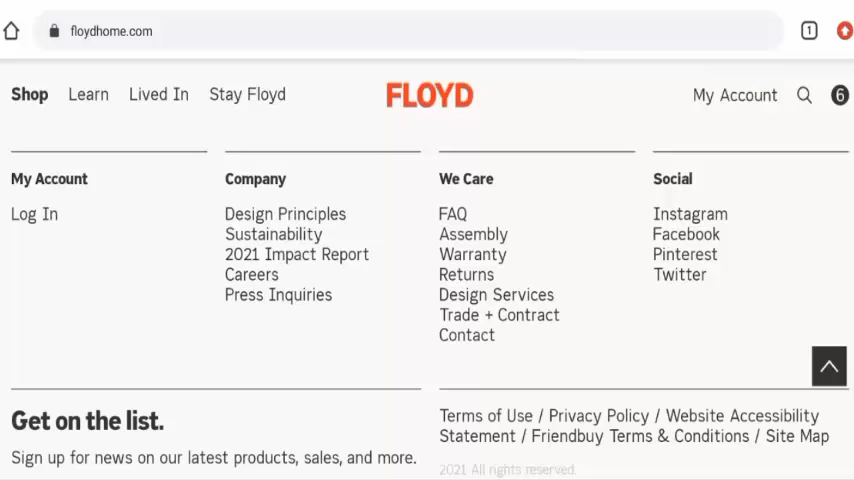 floydhome.com
1
Shop Learn Lived In Stay Floyd
FLOYD
My Account
6
My Account
Log In
Company
Design Principles
Sustainability
2021 Impact Report
Careers
Press Inquiries
We Care
FAQ
Assembly
Warranty
Returns
Design Services
Trade + Contract
Contact
Social
Instagram
Facebook
Pinterest
Twitter
Get on the list.
Sign up for news on our latest products, sales, and more.
Terms of Use / Privacy Policy / Website Accessibility
Statement / Friendbuy Terms & Conditions / Site Map
2021 All rights reserved.